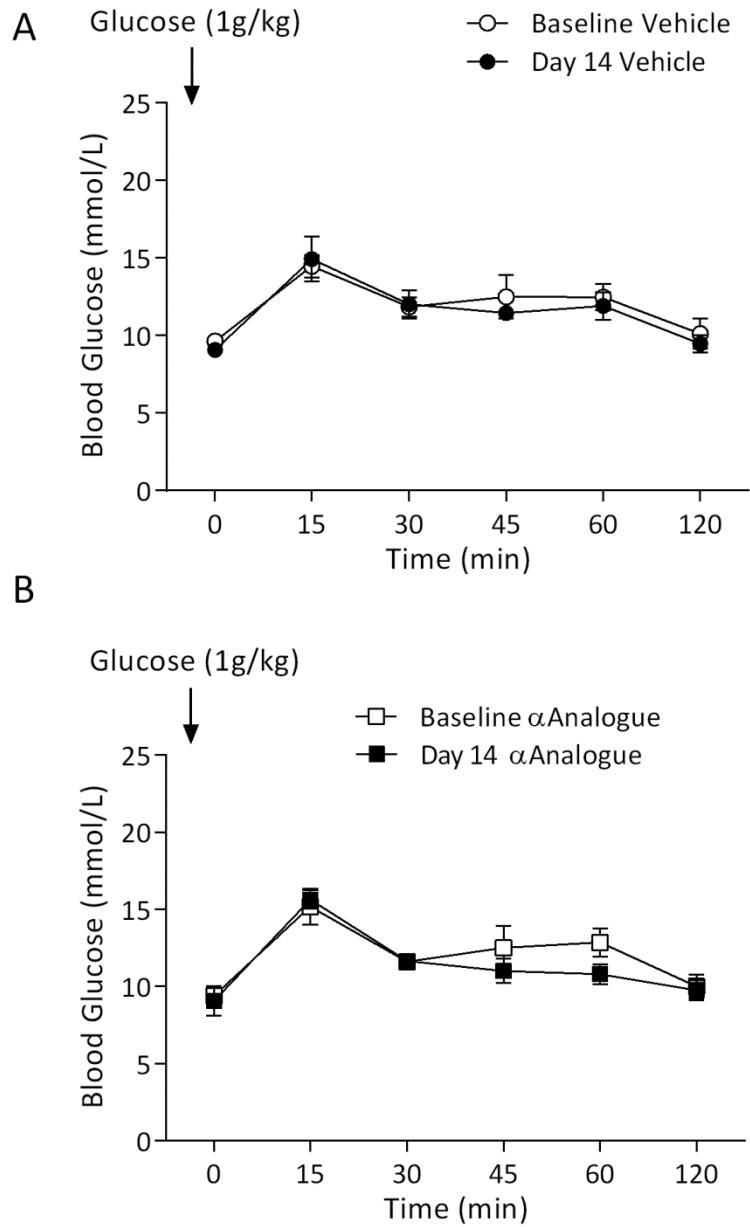 A
Glucose (1g/kg)
Baseline Vehicle
Day 14 Vehicle
25
20
15
10
5
0
Blood Glucose (mmol/L)
0 15 30 45 60 120
Time (min)
B
Glucose (1g/kg)
Baseline αAnalogue
Day 14 αAnalogue
25
20
15
10
5
0
Blood Glucose (mmol/L)
0 15 30 45 60 120
Time (min)